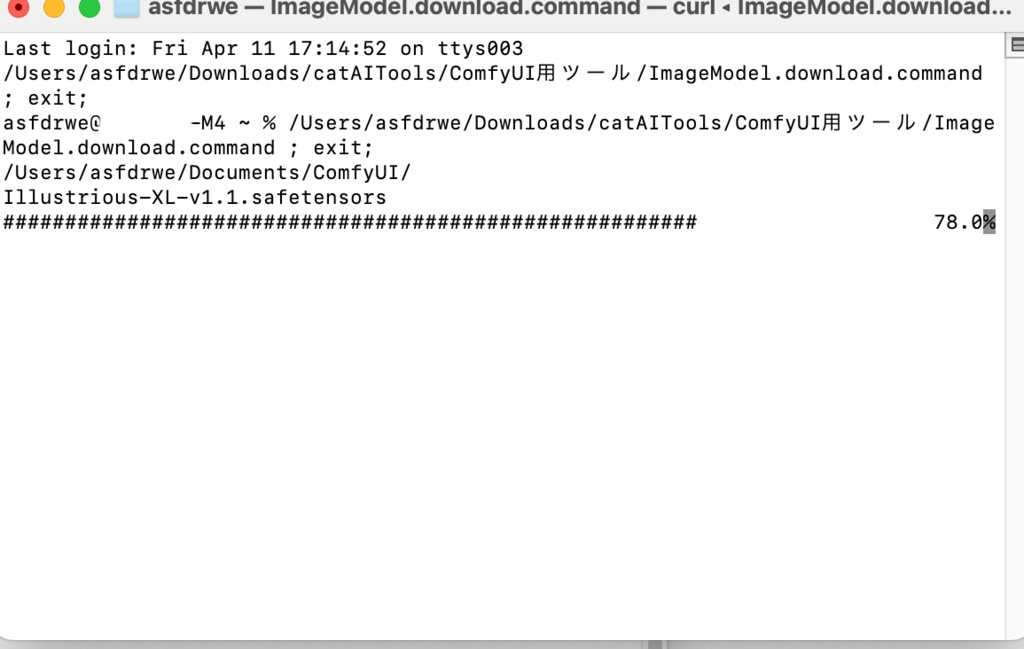 asfdrwe — ImageModel.download.command — curl ◂ ImageModel.download...
Last login: Fri Apr 11 17:14:52 on ttys003
/Users/asfdrwe/Downloads/catAITools/ComfyUI用ツール/ImageModel.download.command
; exit;
asfdrwe@ -M4 ~ % /Users/asfdrwe/Downloads/catAITools/ComfyUI用ツール/Image
Model.download.command ; exit;
/Users/asfdrwe/Documents/ComfyUI/
Illustrious-XL-v1.1.safetensors
######################################################## 78.0%